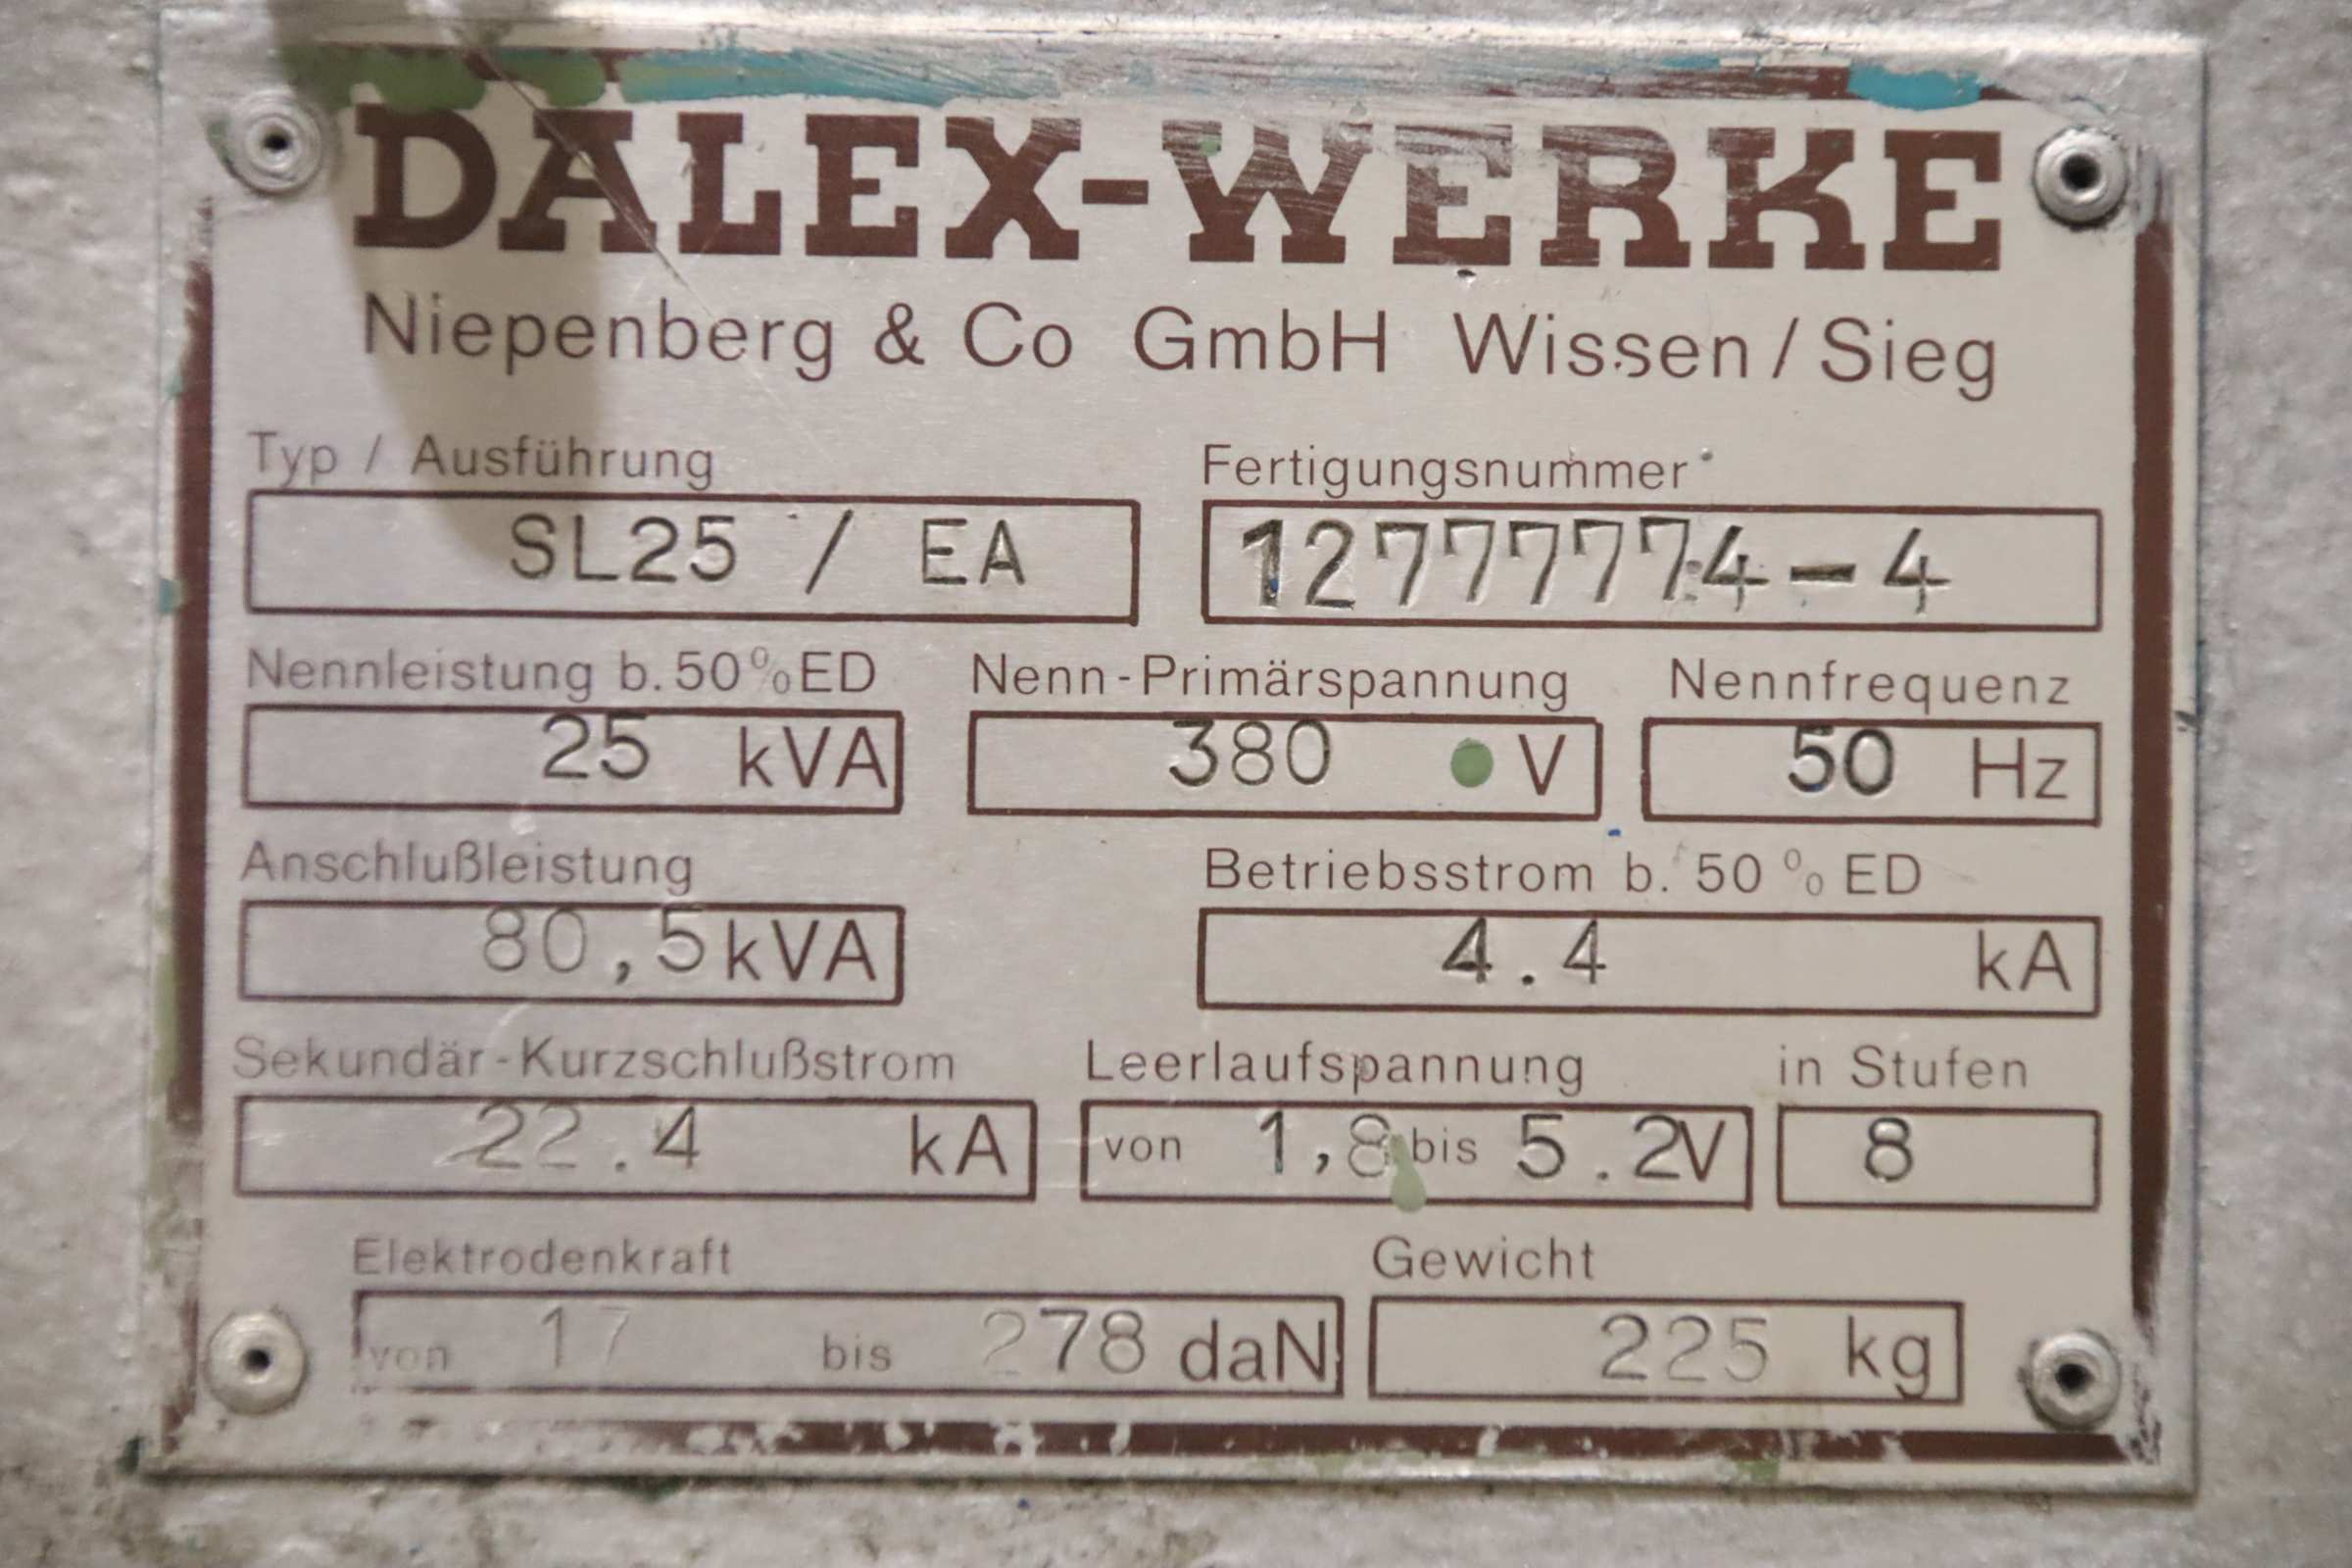 DALEX-WERKE
Niepenberg & Co GmbH Wissen / Sieg
Typ / Ausführung Fertigungsnummer
SL25 / EA 12777774-4
Nennleistung b. 50% ED Nenn-Primärspannung Nennfrequenz
25 kVA 380 V 50 Hz
Anschlußleistung Betriebsstrom b. 50% ED
80,5 kVA 4.4 kA
Sekundär-Kurzschlußstrom Leerlaufspannung in Stufen
22.4 kA von 1,8 bis 5.2V 8
Elektrodenkraft Gewicht
von 17 bis 278 daN 225 kg